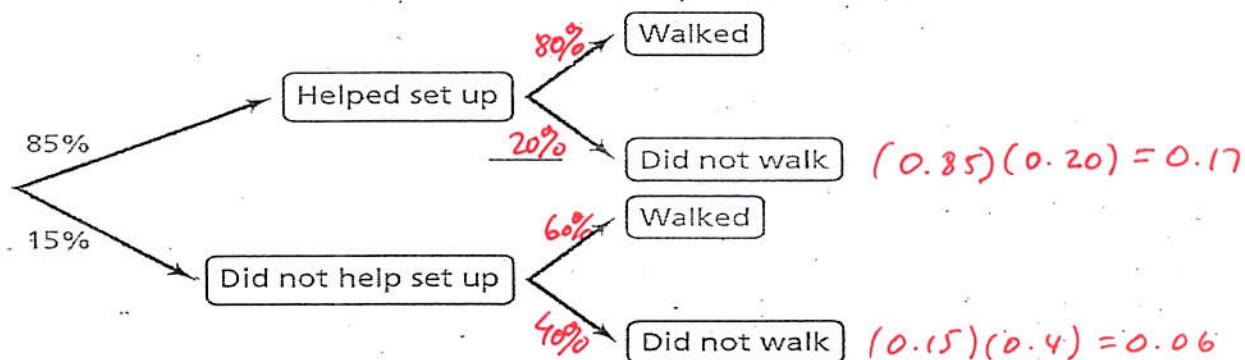 80%
Walked
Helped set up
85%
20%
Did not walk (0.85)(0.20) = 0.17
Walked
15%
60%
Did not help set up
40%
Did not walk (0.15)(0.4) = 0.06